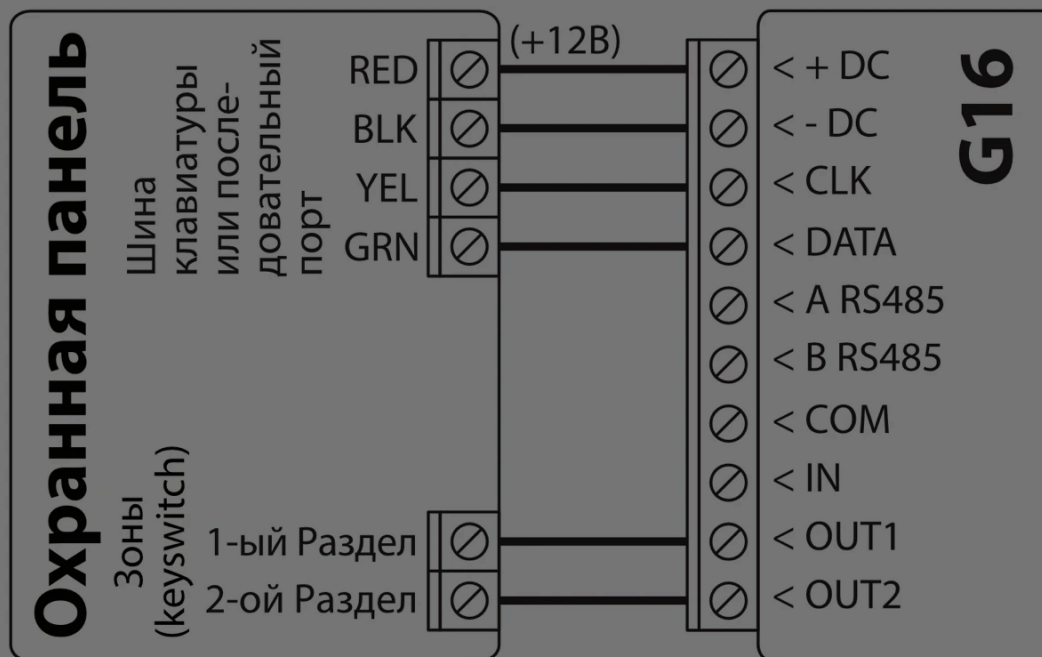 Охранная панель
Шина
клавиатуры
или после-
довательный
порт
RED
BLK
YEL
GRN
(+12В)
Зоны
(keyswitch)
1-ый Раздел
2-ой Раздел
< + DC
< - DC
< CLK
< DATA
< A RS485
< B RS485
< COM
< IN
< OUT1
< OUT2
G16